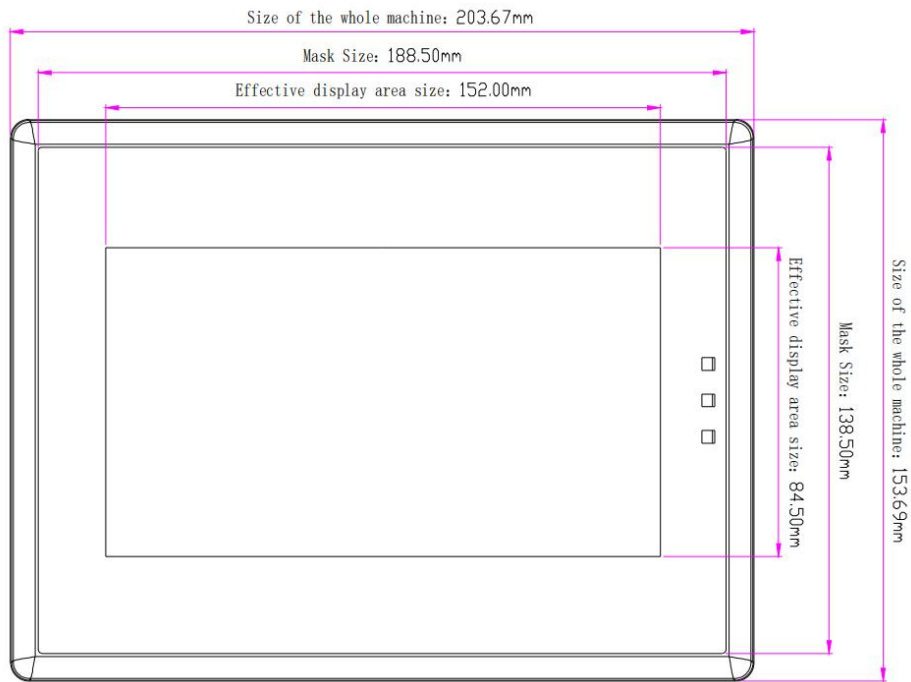 Size of the whole machine: 203.67mm
Mask Size: 188.50mm
Effective display area size: 152.00mm
Effective display area size: 84.50mm
Mask Size: 138.50mm
Size of the whole machine: 153.69mm